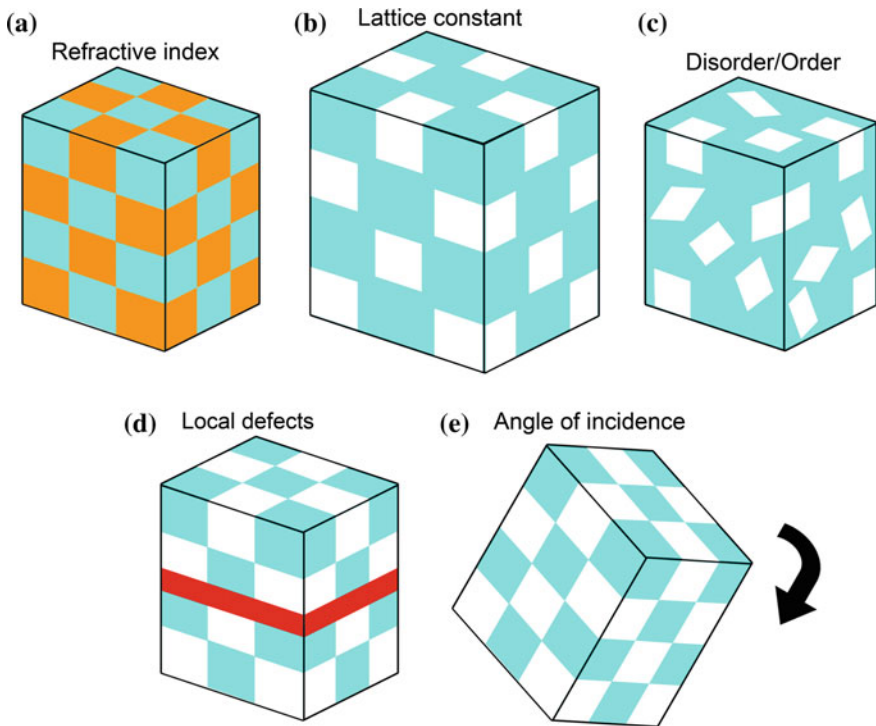 (a)
Refractive index
(b)
Lattice constant
(c)
Disorder/Order
(d)
Local defects
(e)
Angle of incidence